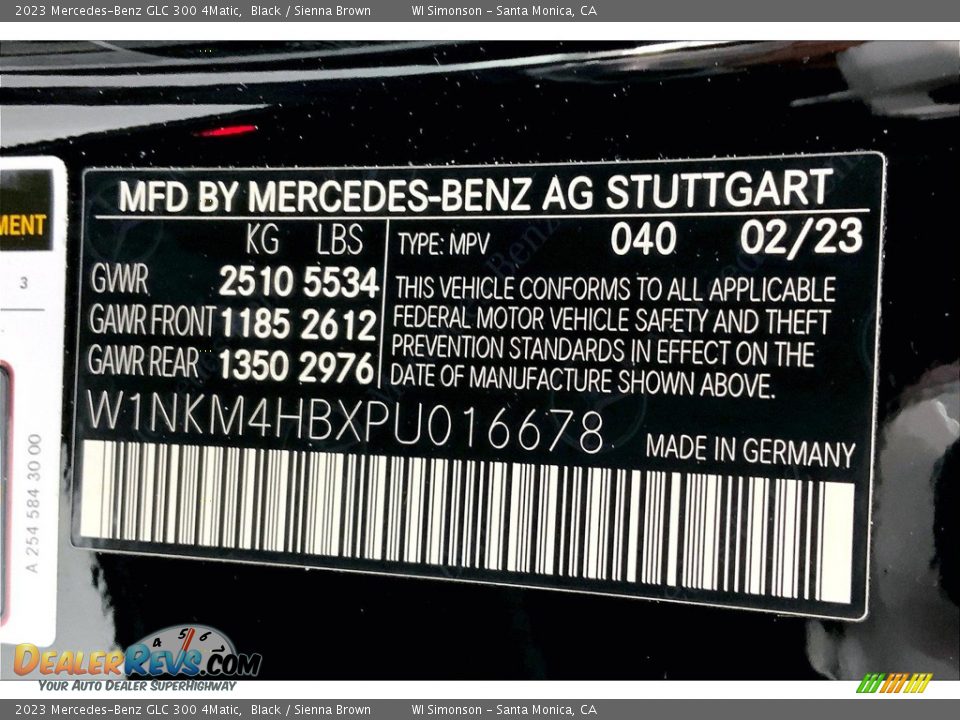 2023 Mercedes-Benz GLC 300 4Matic, Black / Sienna Brown WI Simonson - Santa Monica, CA
MENT
3
A 254 584 30 00
MFD BY MERCEDES-BENZ AG STUTTGART
KG LBS
GVWR 2510 5534
GAWR FRONT 1185 2612
GAWR REAR 1350 2976
TYPE: MPV 040 02/23
THIS VEHICLE CONFORMS TO ALL APPLICABLE
FEDERAL MOTOR VEHICLE SAFETY AND THEFT
PREVENTION STANDARDS IN EFFECT ON THE
DATE OF MANUFACTURE SHOWN ABOVE.
W1NKM4HBXPU016678
MADE IN GERMANY
4 5 6
DEALERREVS.COM
YOUR AUTO DEALER SUPERHIGHWAY
2023 Mercedes-Benz GLC 300 4Matic, Black / Sienna Brown WI Simonson - Santa Monica, CA